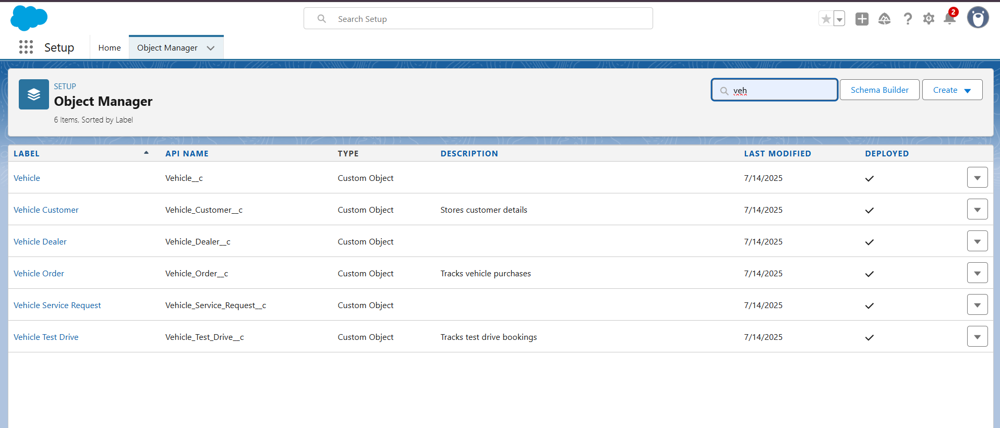 Search Setup
2
Setup
Home
Object Manager
SETUP
Object Manager
6 Items, Sorted by Label
veh
Schema Builder
Create
LABEL API NAME TYPE DESCRIPTION LAST MODIFIED DEPLOYED
Vehicle Vehicle__c Custom Object 7/14/2025
Vehicle Customer Vehicle_Customer__c Custom Object Stores customer details 7/14/2025
Vehicle Dealer Vehicle_Dealer__c Custom Object 7/14/2025
Vehicle Order Vehicle_Order__c Custom Object Tracks vehicle purchases 7/14/2025
Vehicle Service Request Vehicle_Service_Request__c Custom Object 7/14/2025
Vehicle Test Drive Vehicle_Test_Drive__c Custom Object Tracks test drive bookings 7/14/2025